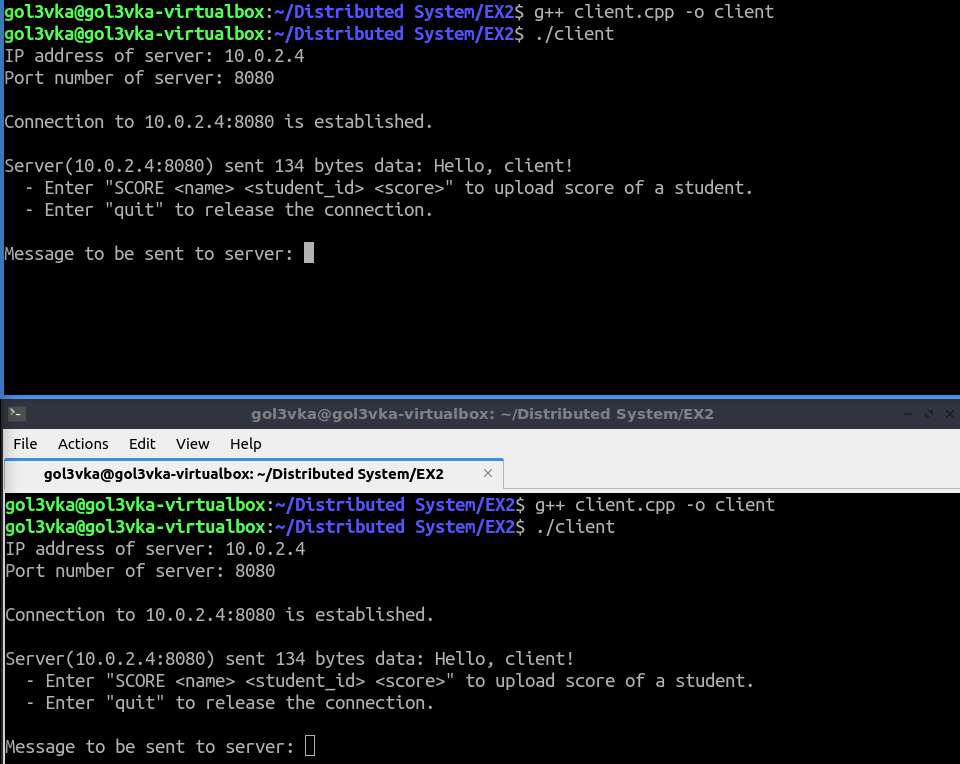 gol3vka@gol3vka-virtualbox:~/Distributed System/EX2$ g++ client.cpp -o client
gol3vka@gol3vka-virtualbox:~/Distributed System/EX2$ ./client
IP address of server: 10.0.2.4
Port number of server: 8080
Connection to 10.0.2.4:8080 is established.
Server(10.0.2.4:8080) sent 134 bytes data: Hello, client!
- Enter "SCORE <name> <student_id> <score>" to upload score of a student.
- Enter "quit" to release the connection.
Message to be sent to server:
gol3vka@gol3vka-virtualbox: ~/Distributed System/EX2
File Actions Edit View Help
gol3vka@gol3vka-virtualbox: ~/Distributed System/EX2
gol3vka@gol3vka-virtualbox:~/Distributed System/EX2$ g++ client.cpp -o client
gol3vka@gol3vka-virtualbox:~/Distributed System/EX2$ ./client
IP address of server: 10.0.2.4
Port number of server: 8080
Connection to 10.0.2.4:8080 is established.
Server(10.0.2.4:8080) sent 134 bytes data: Hello, client!
- Enter "SCORE <name> <student_id> <score>" to upload score of a student.
- Enter "quit" to release the connection.
Message to be sent to server: